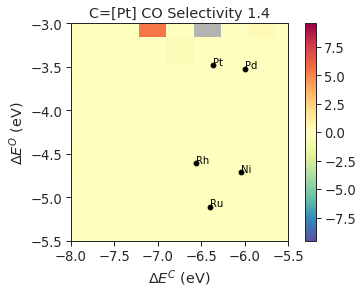 C=[Pt] CO Selectivity 1.4
−3.0
−3.5
−4.0
−4.5
−5.0
−5.5
ΔE^O (eV)
Pt
Pd
Rh
Ni
Ru
−8.0 −7.5 −7.0 −6.5 −6.0 −5.5
ΔE^C (eV)
7.5
5.0
2.5
0.0
−2.5
−5.0
−7.5